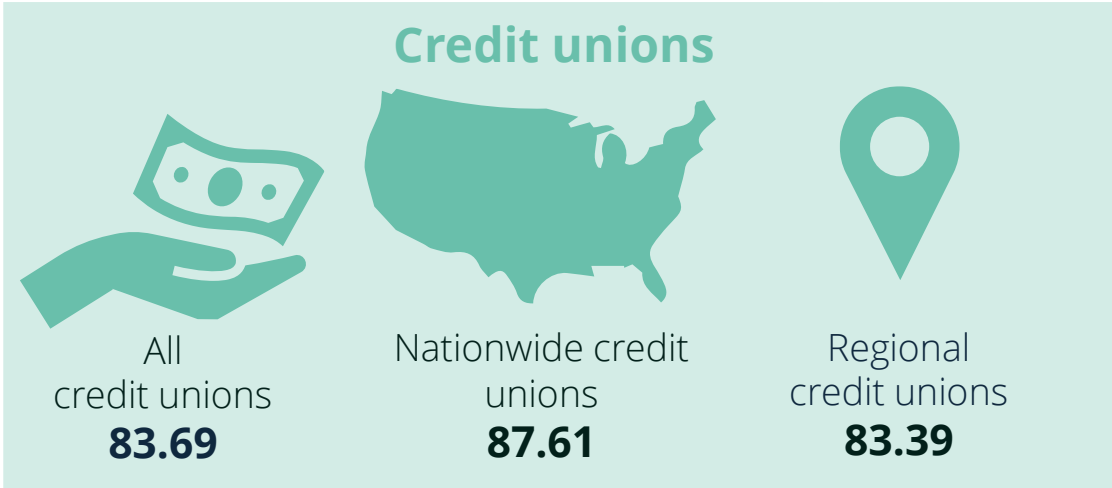 Credit unions
All
credit unions
83.69
Nationwide credit
unions
87.61
Regional
credit unions
83.39